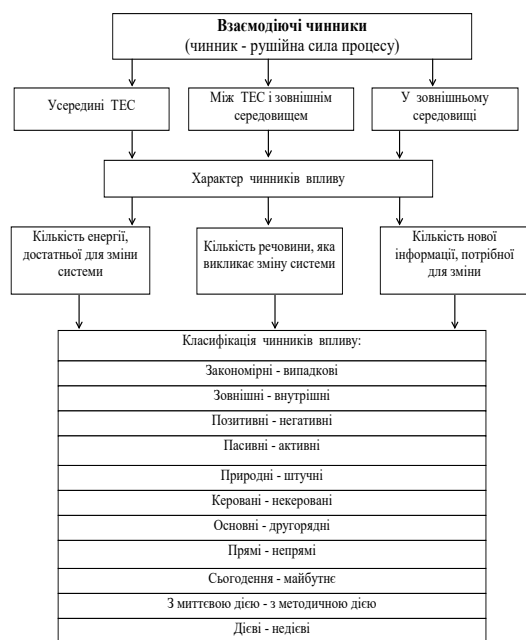 Взаємодіючі чинники
(чинник - рушійна сила процесу)
Усередині ТЕС
Між ТЕС і зовнішнім
середовищем
У зовнішньому
середовищі
Характер чинників впливу
Кількість енергії,
достатньої для зміни
системи
Кількість речовини, яка
викликає зміну системи
Кількість нової
інформації, потрібної
для зміни
Класифікація чинників впливу:
Закономірні - випадкові
Зовнішні - внутрішні
Позитивні - негативні
Пасивні - активні
Природні - штучні
Керовані - некеровані
Основні - другорядні
Прямі - непрямі
Сьогодення - майбутнє
З миттєвою дією - з методичною дією
Дієві - недієві